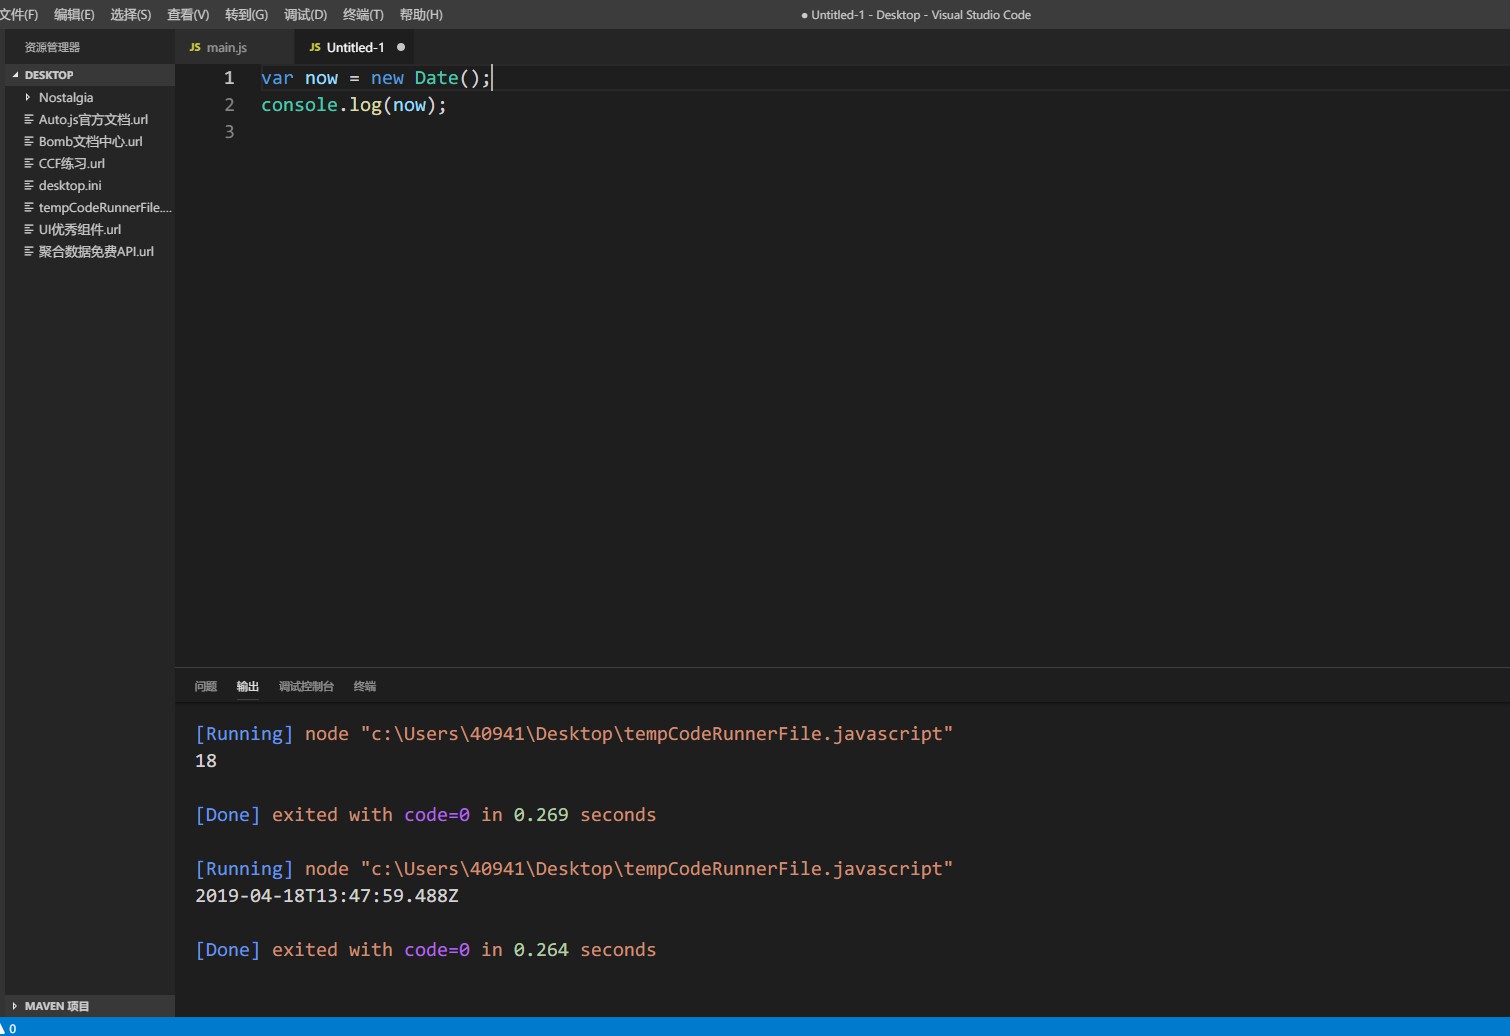 文件(F) 编辑(E) 选择(S) 查看(V) 转到(G) 调试(D) 终端(T) 帮助(H) ● Untitled-1 - Desktop - Visual Studio Code
资源管理器
JS main.js JS Untitled-1 ●
DESKTOP
Nostalgia
Auto.js官方文档.url
Bomb文档中心.url
CCF练习.url
desktop.ini
tempCodeRunnerFile....
UI优秀组件.url
聚合数据免费API.url
MAVEN 项目
1 var now = new Date();
2 console.log(now);
3
问题 输出 调试控制台 终端
[Running] node "c:\Users\40941\Desktop\tempCodeRunnerFile.javascript"
18
[Done] exited with code=0 in 0.269 seconds
[Running] node "c:\Users\40941\Desktop\tempCodeRunnerFile.javascript"
2019-04-18T13:47:59.488Z
[Done] exited with code=0 in 0.264 seconds
0